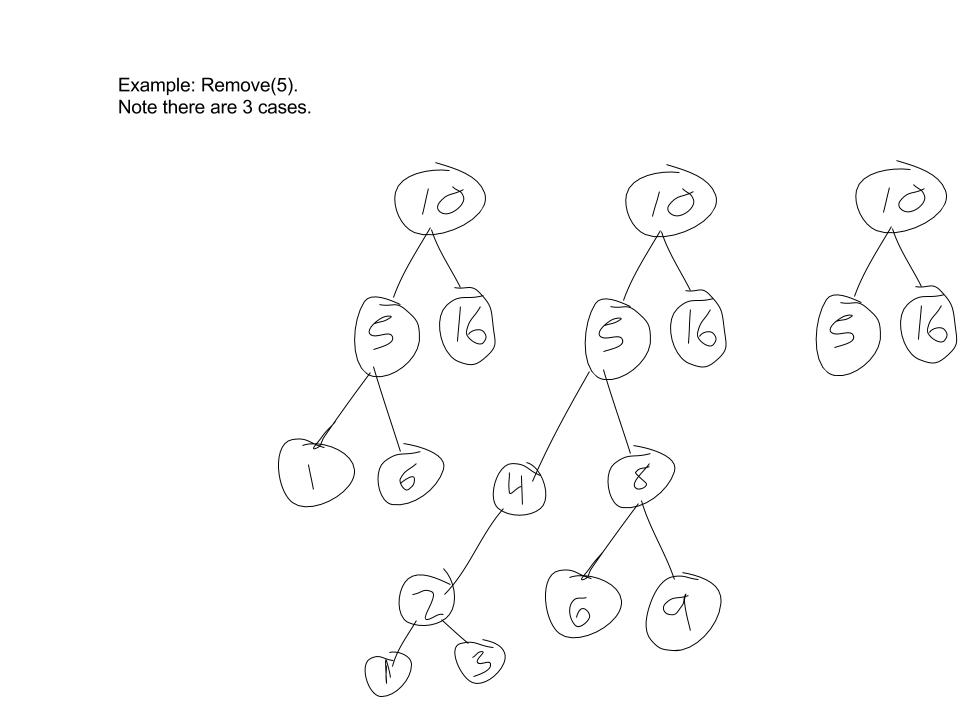 Example: Remove(5).
Note there are 3 cases.
10 10 10
5 16 5 16 5 16
1 6 4 8
2 6 9
1 3